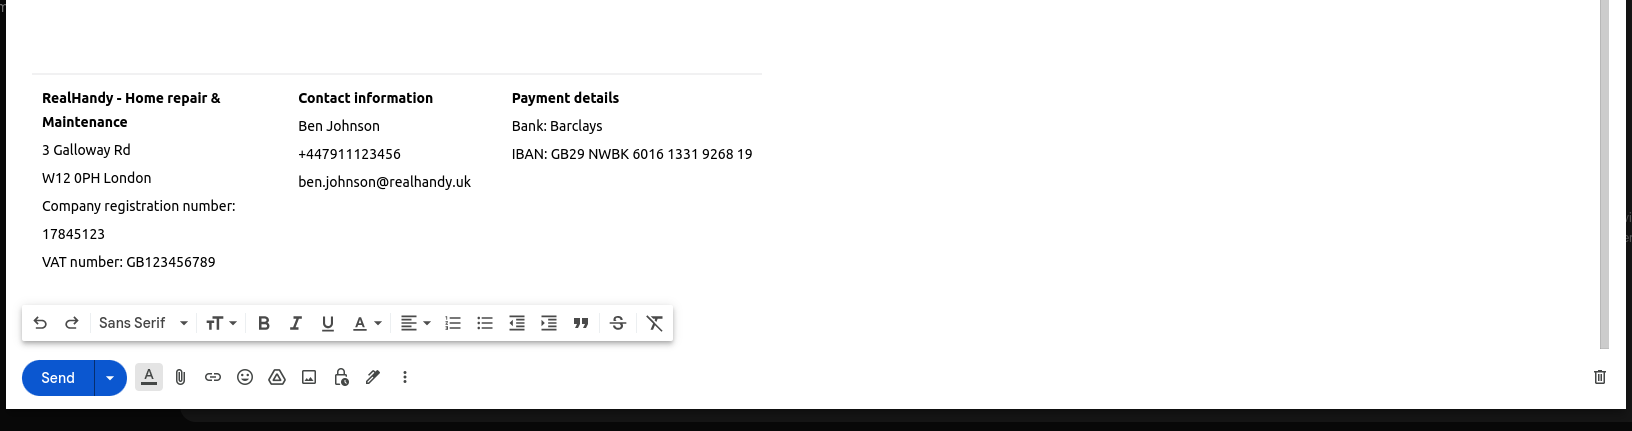 RealHandy - Home repair &
Maintenance
3 Galloway Rd
W12 0PH London
Company registration number:
17845123
VAT number: GB123456789
Contact information
Ben Johnson
+447911123456
ben.johnson@realhandy.uk
Payment details
Bank: Barclays
IBAN: GB29 NWBK 6016 1331 9268 19
Sans Serif
Send